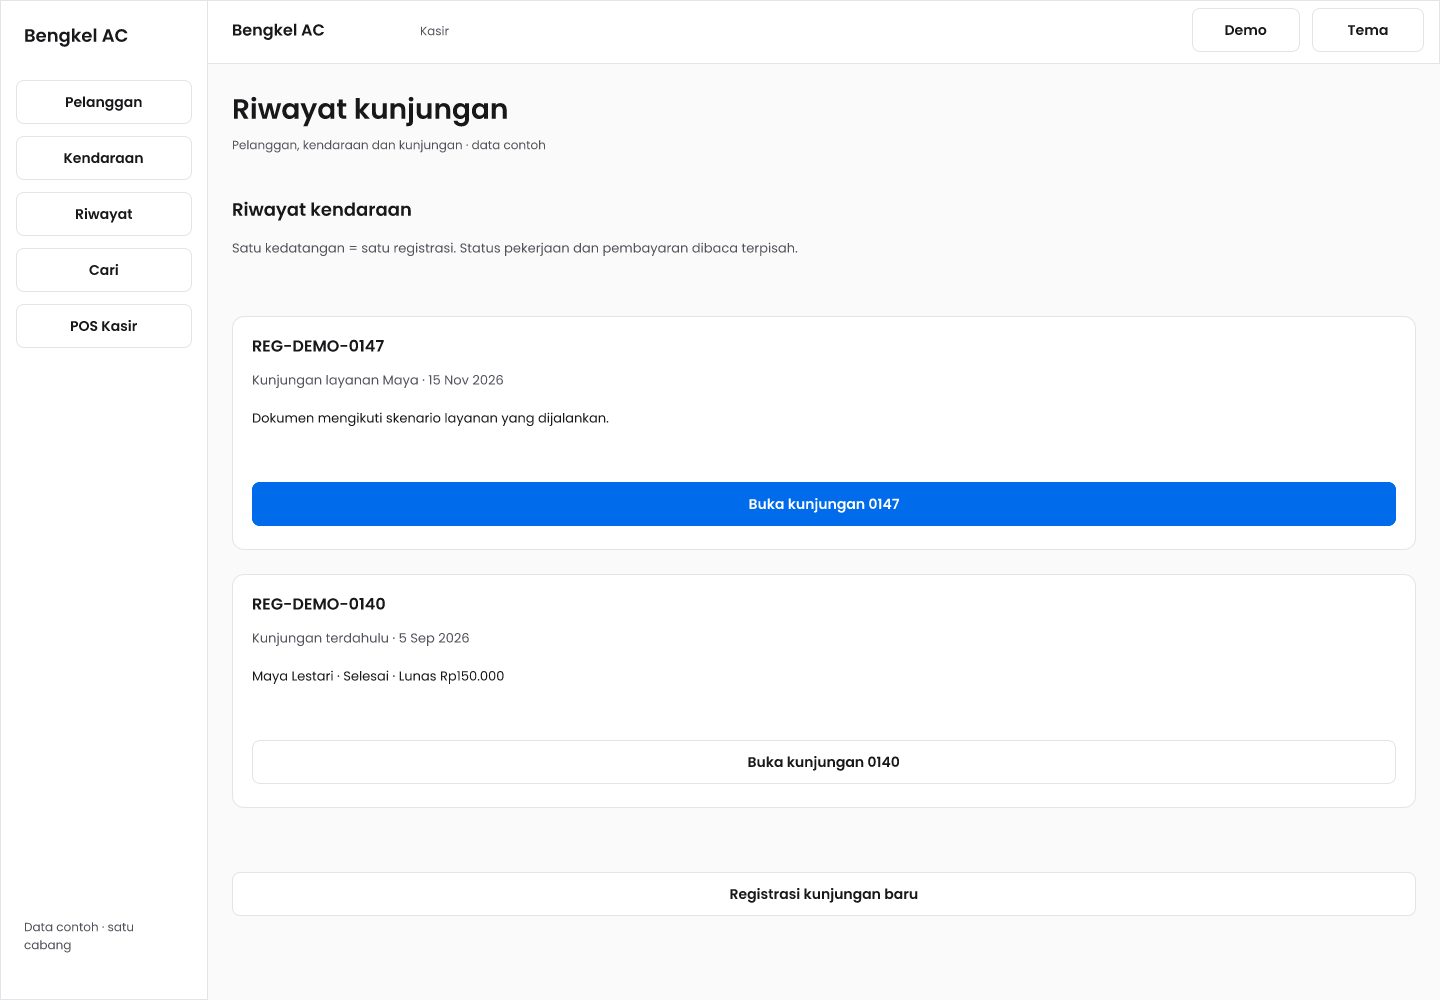 Bengkel AC
Pelanggan
Kendaraan
Riwayat
Cari
POS Kasir
Data contoh · satu
cabang
Bengkel AC
Kasir
Demo
Tema
Riwayat kunjungan
Pelanggan, kendaraan dan kunjungan · data contoh
Riwayat kendaraan
Satu kedatangan = satu registrasi. Status pekerjaan dan pembayaran dibaca terpisah.
REG-DEMO-0147
Kunjungan layanan Maya · 15 Nov 2026
Dokumen mengikuti skenario layanan yang dijalankan.
Buka kunjungan 0147
REG-DEMO-0140
Kunjungan terdahulu · 5 Sep 2026
Maya Lestari · Selesai · Lunas Rp150.000
Buka kunjungan 0140
Registrasi kunjungan baru